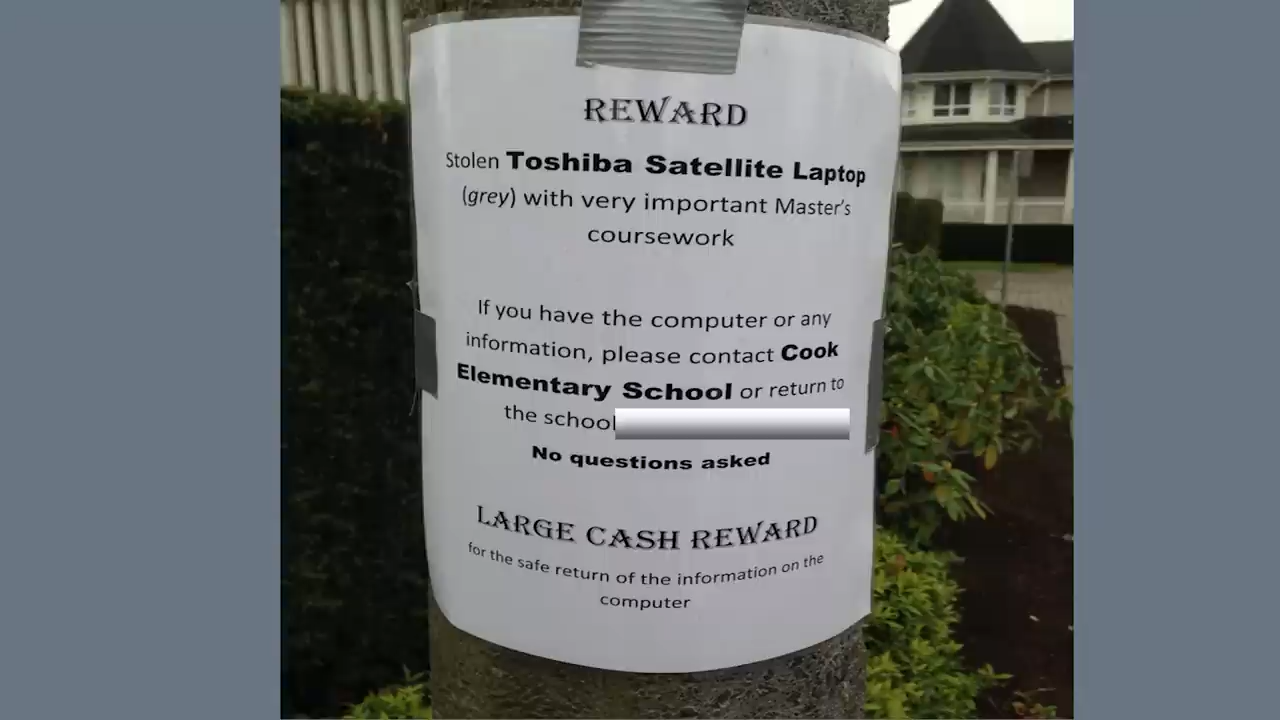 REWARD
Stolen Toshiba Satellite Laptop
(grey) with very important Master's
coursework
If you have the computer or any
information, please contact Cook
Elementary School or return to
the school
No questions asked
LARGE CASH REWARD
for the safe return of the information on the
computer